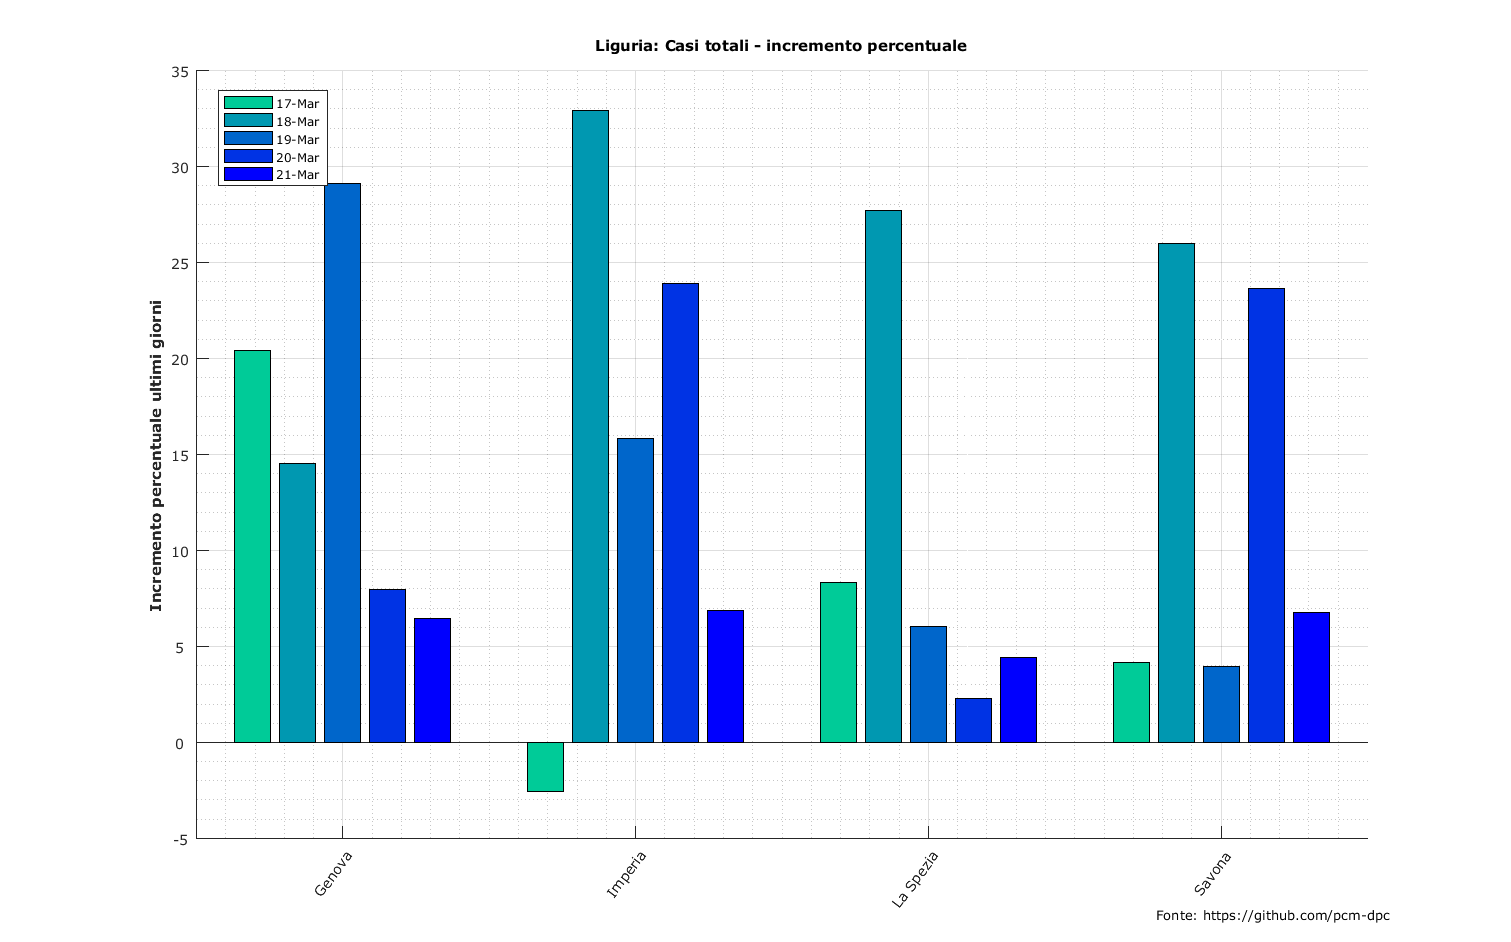 Liguria: Casi totali - incremento percentuale
35
30
25
20
15
10
5
0
-5
Incremento percentuale ultimi giorni
17-Mar
18-Mar
19-Mar
20-Mar
21-Mar
Genova
Imperia
La Spezia
Savona
Fonte: https://github.com/pcm-dpc